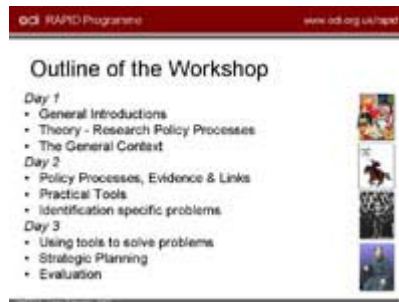 odi RAPID Programme
www.odi.org.uk/rapid
Outline of the Workshop
Day 1
• General Introductions
• Theory - Research Policy Processes
• The General Context
Day 2
• Policy Processes, Evidence & Links
• Practical Tools
• Identification specific problems
Day 3
• Using tools to solve problems
• Strategic Planning
• Evaluation